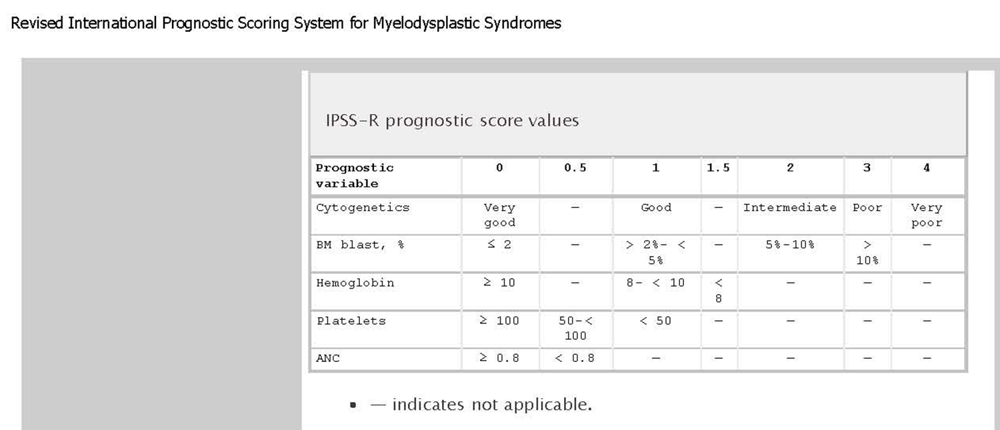 Revised International Prognostic Scoring System for Myelodysplastic Syndromes
IPSS-R prognostic score values
Prognostic variable 0 0.5 1 1.5 2 3 4
Cytogenetics Very good — Good — Intermediate Poor Very poor
BM blast, % ≤ 2 — > 2%- < 5% — 5%-10% > 10% —
Hemoglobin ≥ 10 — 8- < 10 < 8 — — —
Platelets ≥ 100 50-< 100 < 50 — — — —
ANC ≥ 0.8 < 0.8 — — — — —
• — indicates not applicable.